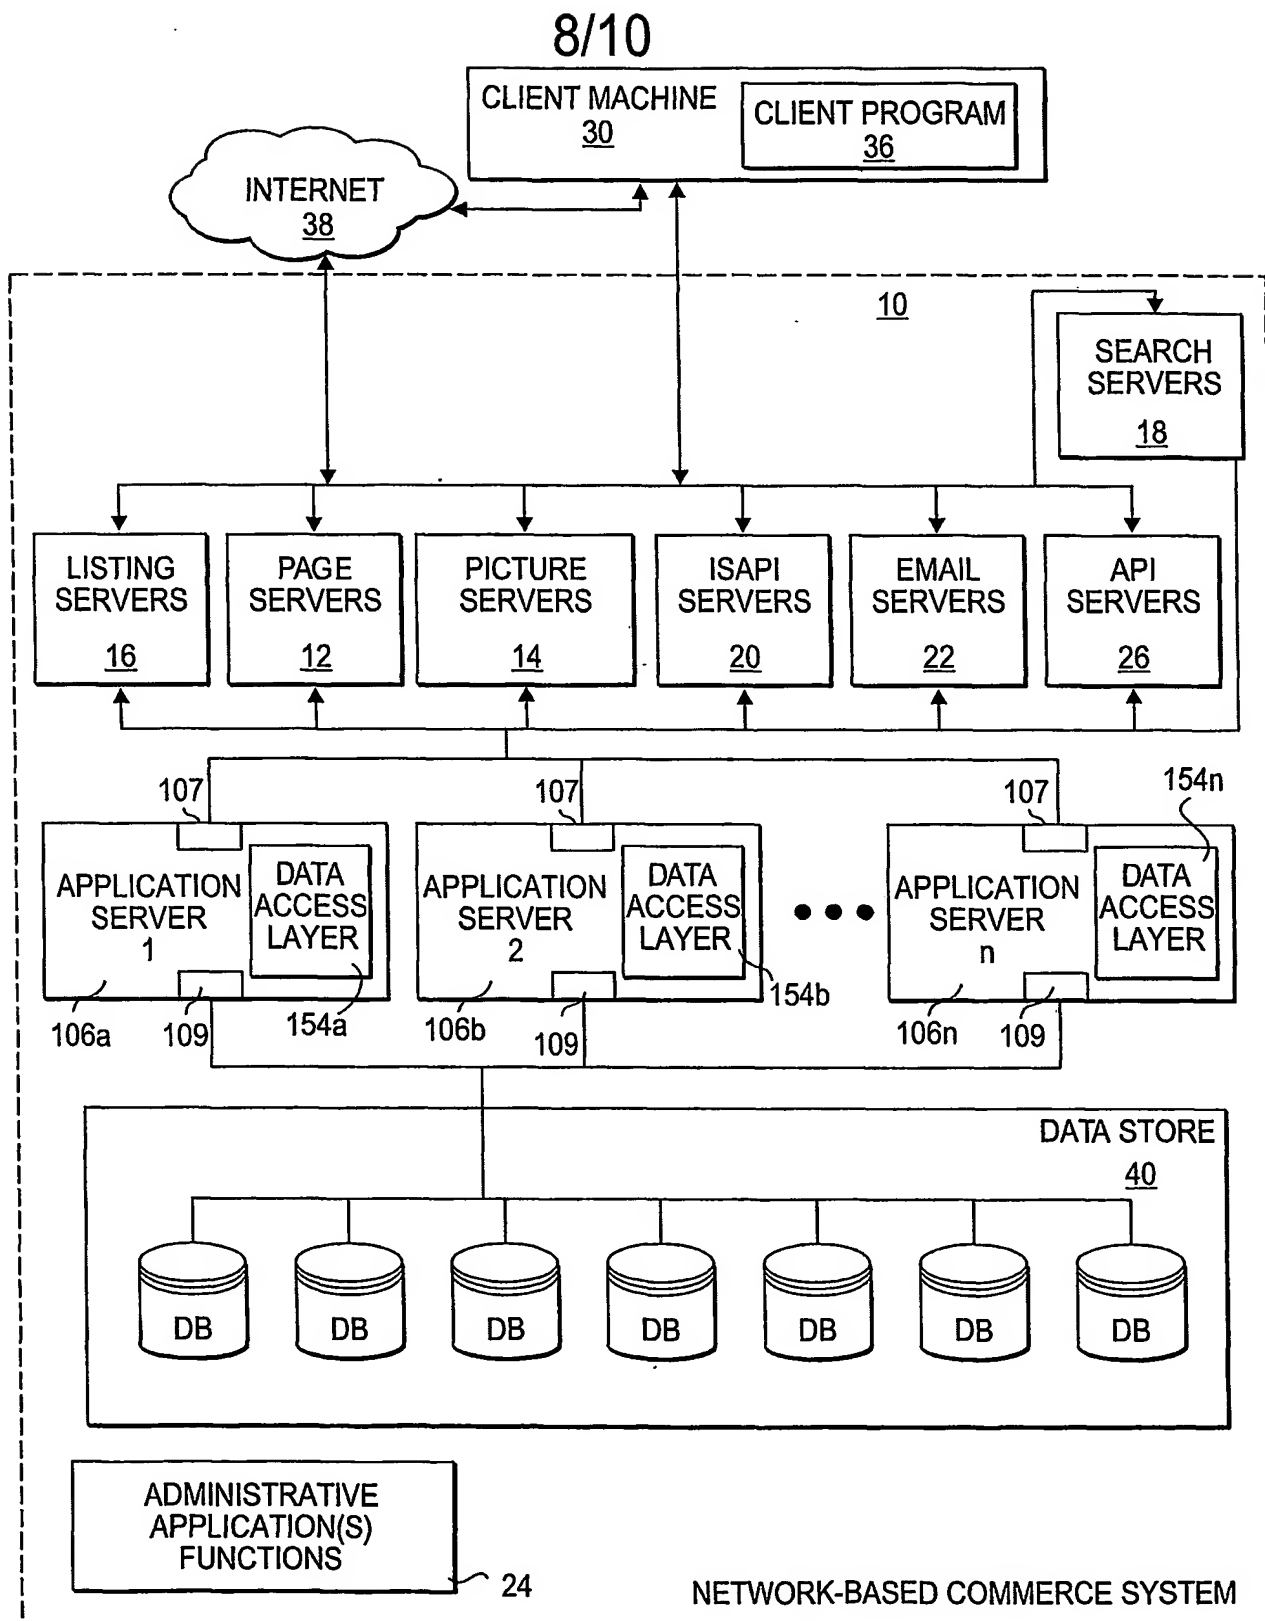 8/10
CLIENT MACHINE
30
CLIENT PROGRAM
36
INTERNET
38
10
SEARCH
SERVERS
18
LISTING
SERVERS
16
PAGE
SERVERS
12
PICTURE
SERVERS
14
ISAPI
SERVERS
20
EMAIL
SERVERS
22
API
SERVERS
26
107
107
107
154n
APPLICATION
SERVER
1
DATA
ACCESS
LAYER
APPLICATION
SERVER
2
DATA
ACCESS
LAYER
APPLICATION
SERVER
n
DATA
ACCESS
LAYER
106a
109
154a
106b
109
154b
106n
109
DATA STORE
40
DB
DB
DB
DB
DB
DB
DB
ADMINISTRATIVE
APPLICATION(S)
FUNCTIONS
24
NETWORK-BASED COMMERCE SYSTEM